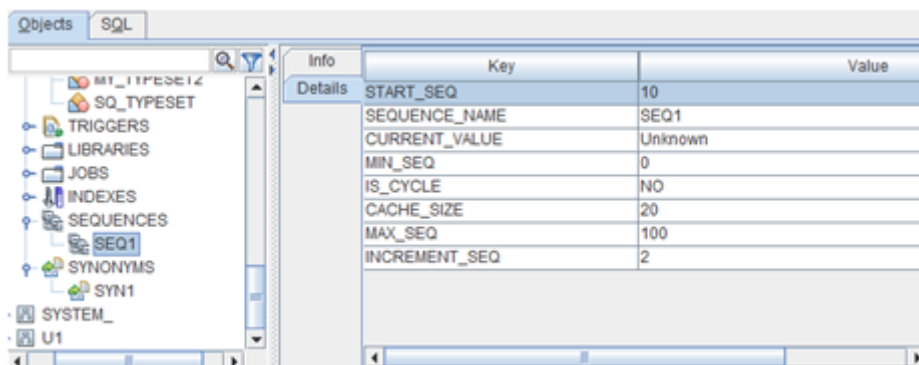 Objects SQL
MY_TYPESET2
SQ_TYPESET
TRIGGERS
LIBRARIES
JOBS
INDEXES
SEQUENCES
SEQ1
SYNONYMS
SYN1
SYSTEM_
U1
Info
Details
Key Value
START_SEQ 10
SEQUENCE_NAME SEQ1
CURRENT_VALUE Unknown
MIN_SEQ 0
IS_CYCLE NO
CACHE_SIZE 20
MAX_SEQ 100
INCREMENT_SEQ 2